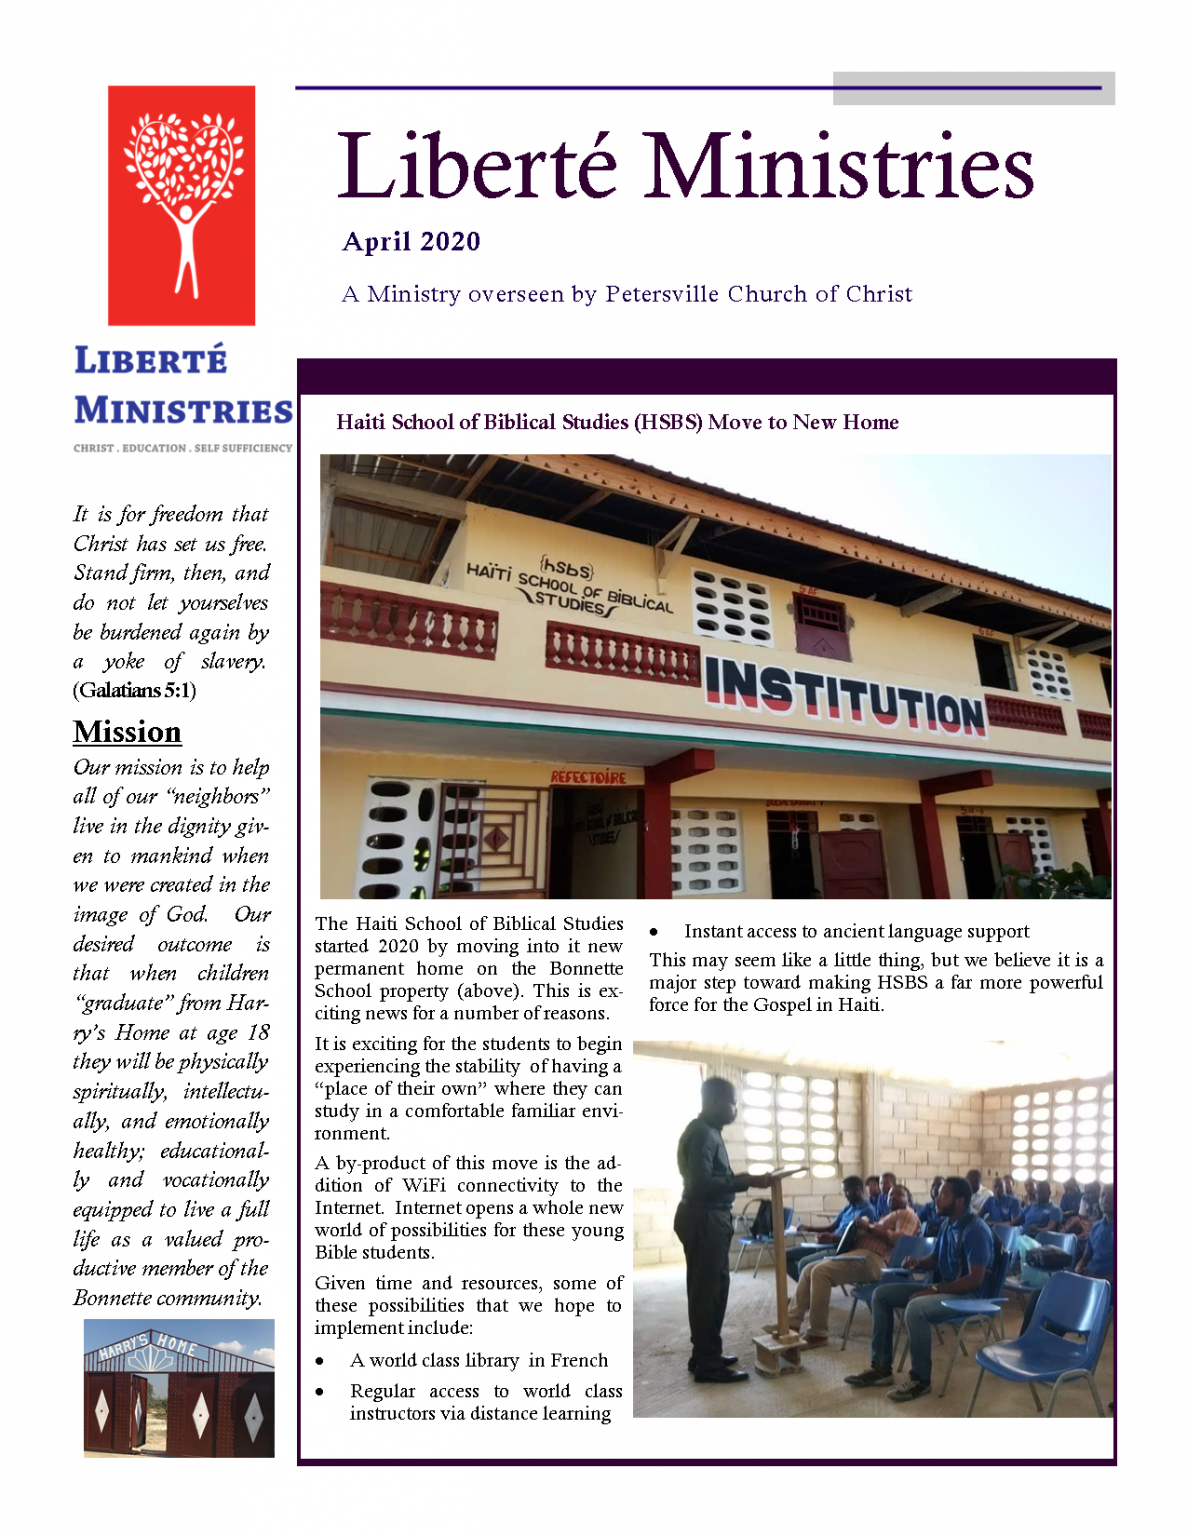 Liberté Ministries
April 2020
A Ministry overseen by Petersville Church of Christ
LIBERTÉ
MINISTRIES
CHRIST . EDUCATION . SELF SUFFICIENCY
It is for freedom that
Christ has set us free.
Stand firm, then, and
do not let yourselves
be burdened again by
a yoke of slavery.
(Galatians 5:1)
Mission
Our mission is to help
all of our “neighbors”
live in the dignity giv-
en to mankind when
we were created in the
image of God. Our
desired outcome is
that when children
“graduate” from Har-
ry’s Home at age 18
they will be physically
spiritually, intellectu-
ally, and emotionally
healthy; educational-
ly and vocationally
equipped to live a full
life as a valued pro-
ductive member of the
Bonnette community.
HARRY'S HOME
Haiti School of Biblical Studies (HSBS) Move to New Home
{hsbs}
HAÏTI SCHOOL OF BIBLICAL
STUDIES
INSTITUTION
REFECTOIRE
The Haiti School of Biblical Studies
started 2020 by moving into it new
permanent home on the Bonnette
School property (above). This is ex-
citing news for a number of reasons.
It is exciting for the students to begin
experiencing the stability of having a
“place of their own” where they can
study in a comfortable familiar envi-
ronment.
A by-product of this move is the ad-
dition of WiFi connectivity to the
Internet. Internet opens a whole new
world of possibilities for these young
Bible students.
Given time and resources, some of
these possibilities that we hope to
implement include:
• A world class library in French
• Regular access to world class
instructors via distance learning
• Instant access to ancient language support
This may seem like a little thing, but we believe it is a
major step toward making HSBS a far more powerful
force for the Gospel in Haiti.